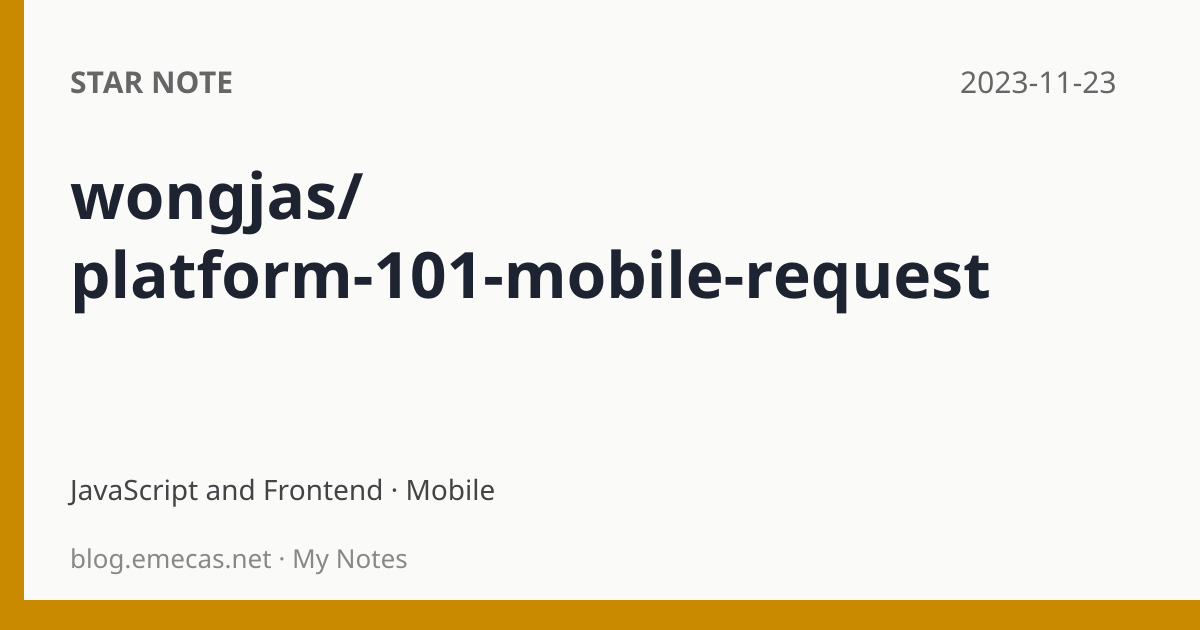 STAR NOTE
2023-11-23
wongjas/
platform-101-mobile-request
JavaScript and Frontend · Mobile
blog.emecas.net · My Notes